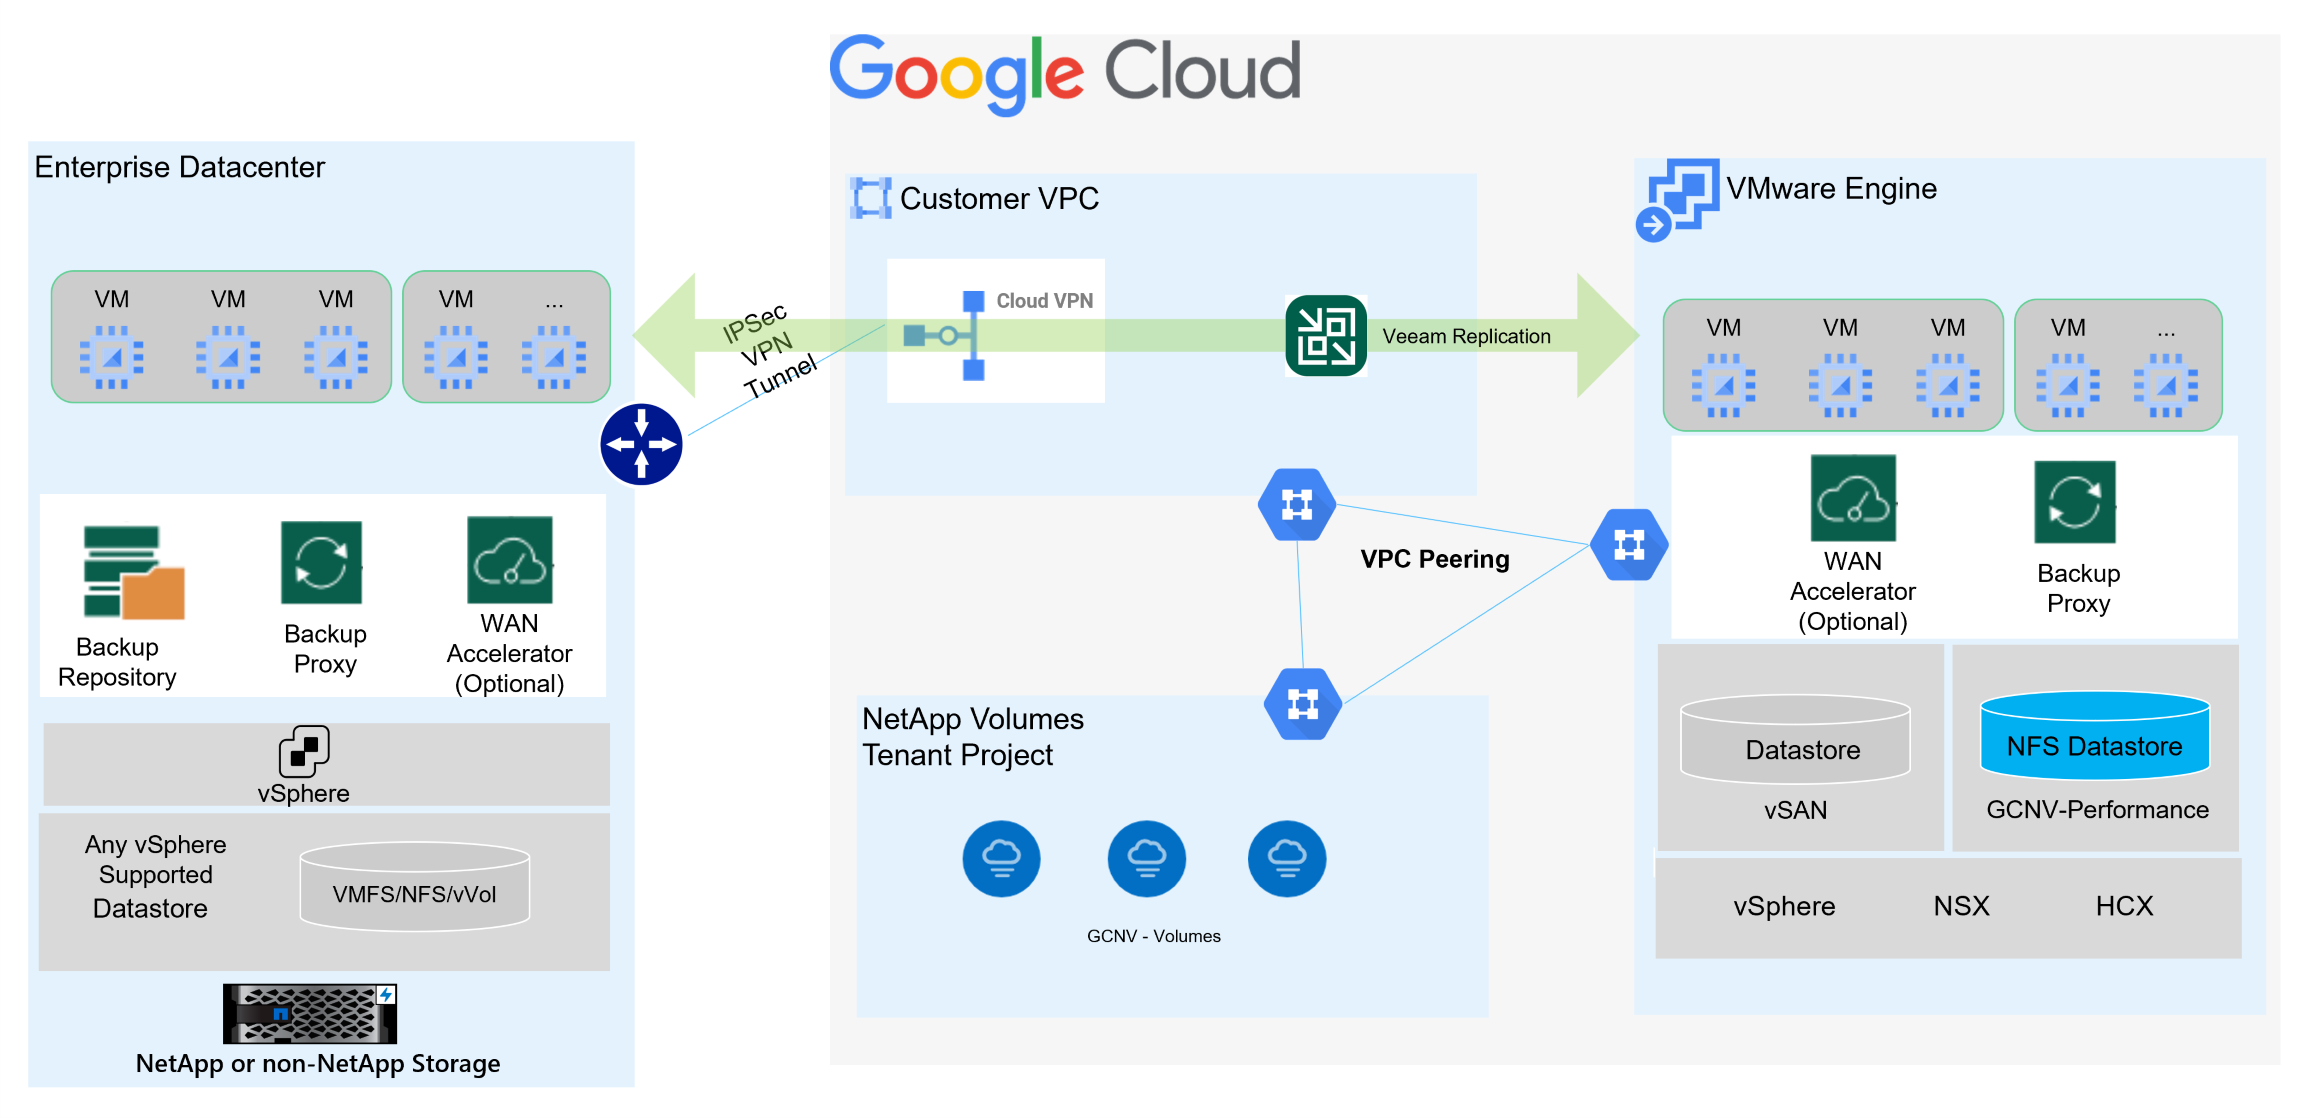 Google Cloud
Enterprise Datacenter
VM
VM
VM
VM
...
Backup
Repository
Backup
Proxy
WAN
Accelerator
(Optional)
vSphere
Any vSphere
Supported
Datastore
VMFS/NFS/vVol
NetApp or non-NetApp Storage
IPSec
VPN
Tunnel
Customer VPC
Cloud VPN
Veeam Replication
VPC Peering
NetApp Volumes
Tenant Project
GCNV - Volumes
VMware Engine
VM
VM
VM
VM
...
WAN
Accelerator
(Optional)
Backup
Proxy
Datastore
vSAN
NFS Datastore
GCNV-Performance
vSphere
NSX
HCX